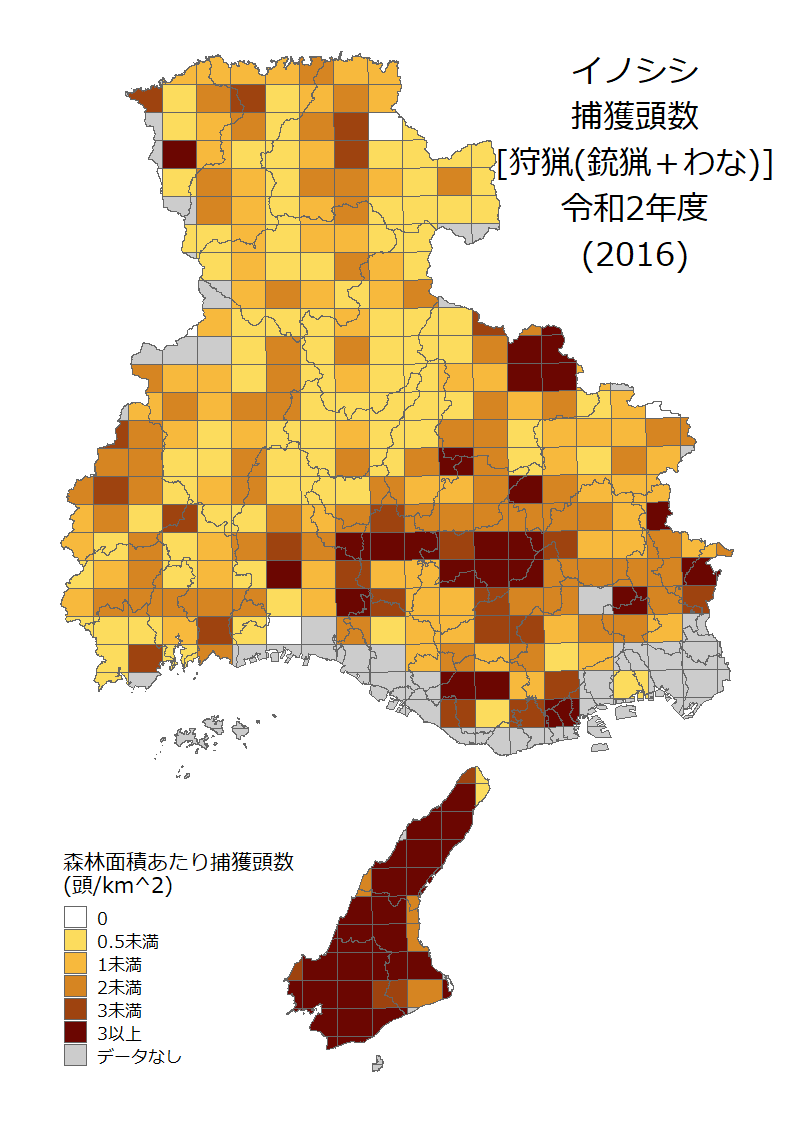 イノシシ
捕獲頭数
[狩猟(銃猟＋わな)]
令和2年度
(2016)
森林面積あたり捕獲頭数
(頭/km^2)
0
0.5未満
1未満
2未満
3未満
3以上
データなし